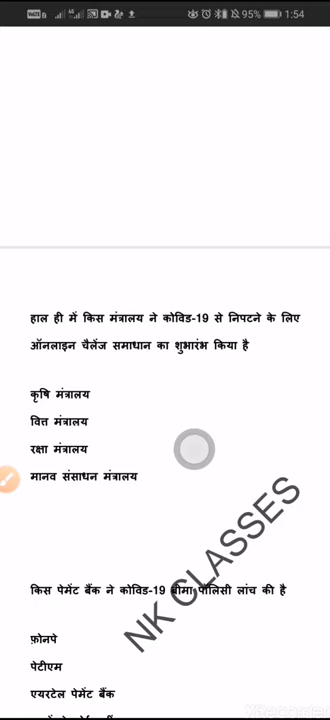 95% 1:54
हाल ही में किस मंत्रालय ने कोविड-19 से निपटने के लिए
ऑनलाइन चैलेंज समाधान का शुभारंभ किया है
कृषि मंत्रालय
वित्त मंत्रालय
रक्षा मंत्रालय
मानव संसाधन मंत्रालय
NK CLASSES
किस पेमेंट बैंक ने कोविड-19 बीमा पॉलिसी लांच की है
फ़ोनपे
पेटीएम
एयरटेल पेमेंट बैंक